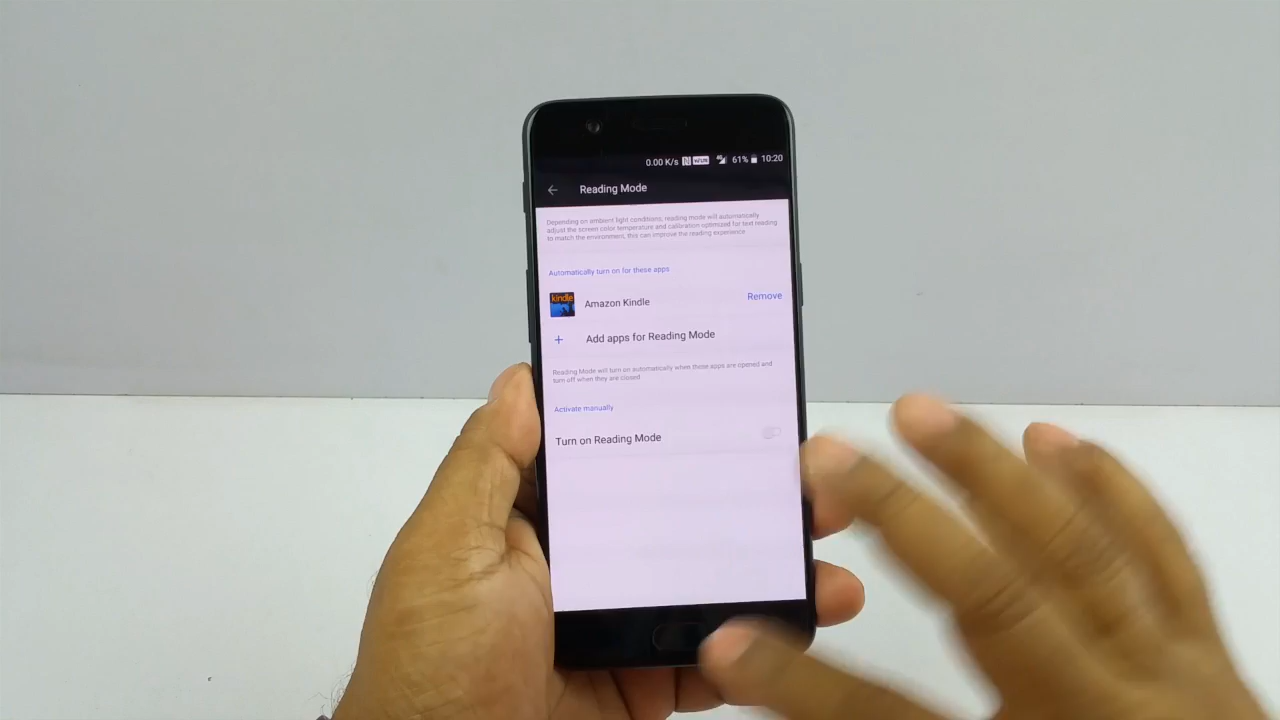 0.00 K/s 61% 10:20
Reading Mode
Depending on ambient light conditions, reading mode will automatically
adjust the screen color temperature and calibration optimized for text reading
to match the environment, this can improve the reading experience
Automatically turn on for these apps
kindle
Amazon Kindle Remove
+ Add apps for Reading Mode
Reading Mode will turn on automatically when those apps are opened and
turn off when they are closed
Activate manually
Turn on Reading Mode